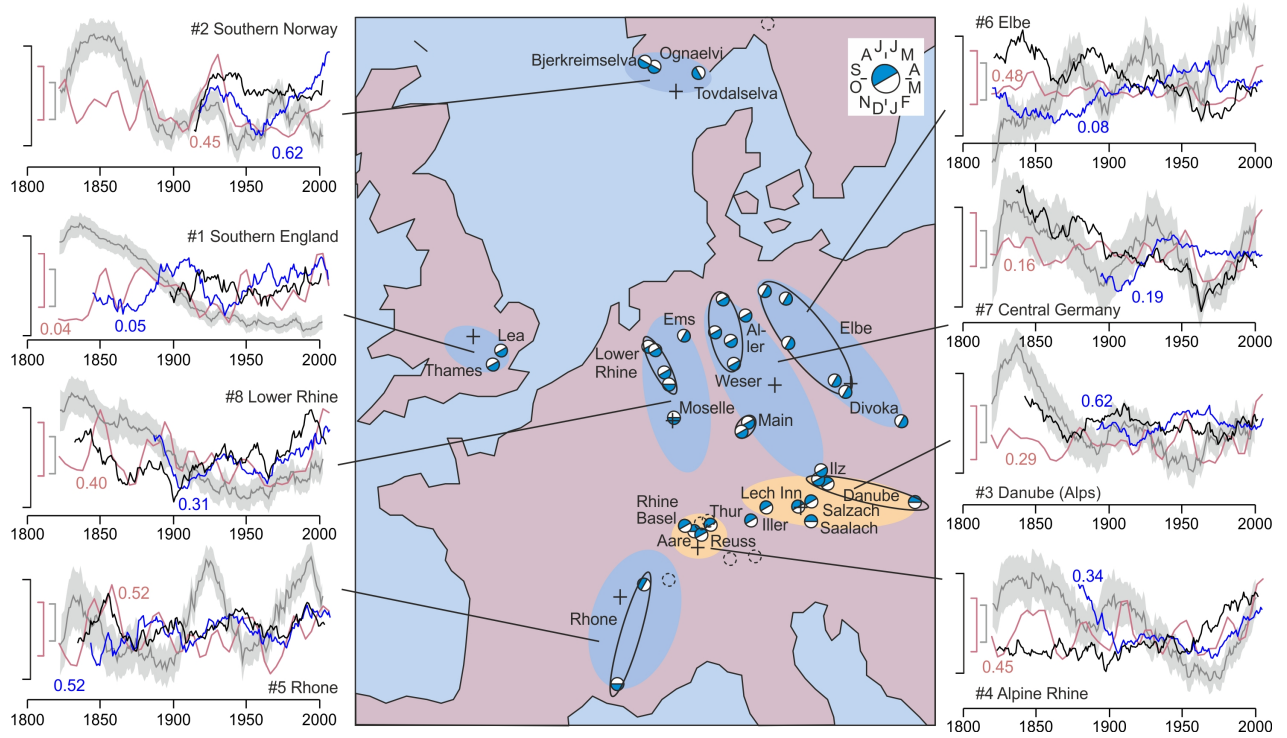 #2 Southern Norway
0.45
0.62
1800 1850 1900 1950 2000
#1 Southern England
0.04
0.05
1800 1850 1900 1950 2000
#8 Lower Rhine
0.40
0.31
1800 1850 1900 1950 2000
0.52
0.52
#5 Rhone
1800 1850 1900 1950 2000
Bjerkreimselva
Ognaelvi
Tovdalselva
J J
A M
S A
O M
N F
D J
Lea
Thames
Ems
Lower
Rhine
Al-
ler
Weser
Elbe
Divoka
Moselle
Main
Ilz
Lech Inn
Danube
Salzach
Saalach
Iller
Rhine
Basel
Thur
Aare
Reuss
Rhone
#6 Elbe
0.48
0.08
1800 1850 1900 1950 2000
0.16
0.19
#7 Central Germany
1800 1850 1900 1950 2000
0.62
0.29
#3 Danube (Alps)
1800 1850 1900 1950 2000
0.34
0.45
#4 Alpine Rhine
1800 1850 1900 1950 2000